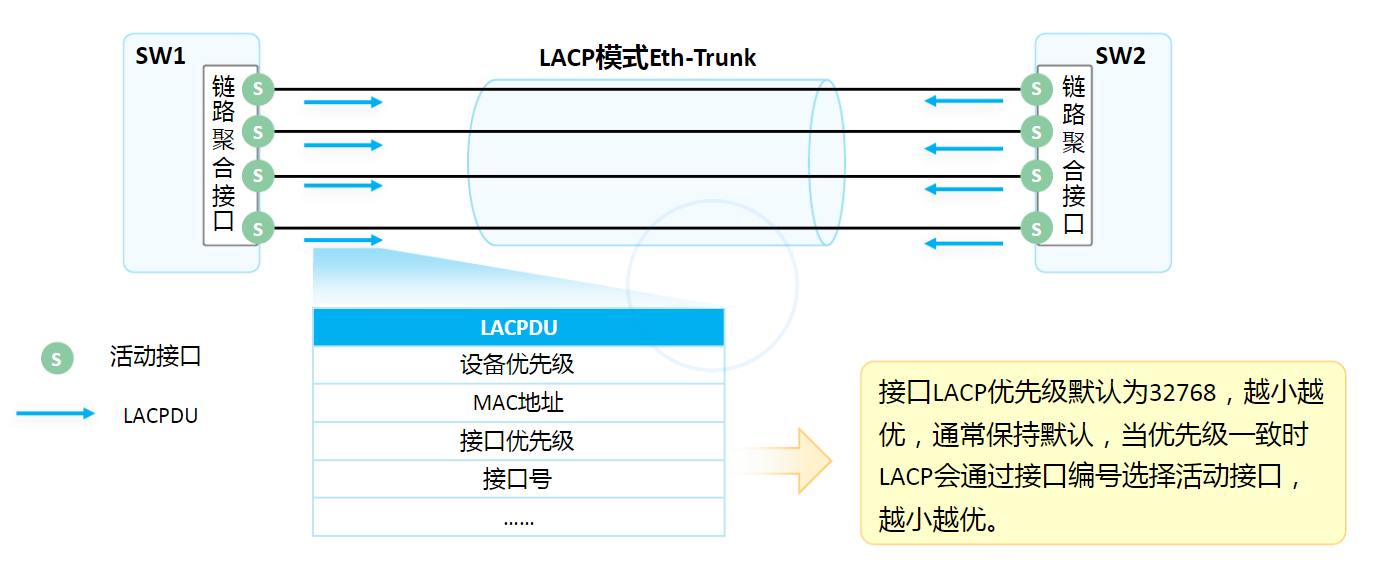 LACP模式Eth-Trunk
SW1
SW2
链路聚合接口
S
S
S
S
S
S
S
S
链路聚合接口
LACPDU
设备优先级
MAC地址
接口优先级
接口号
......
S 活动接口
LACPDU
接口LACP优先级默认为32768，越小越
优，通常保持默认，当优先级一致时
LACP会通过接口编号选择活动接口，
越小越优。